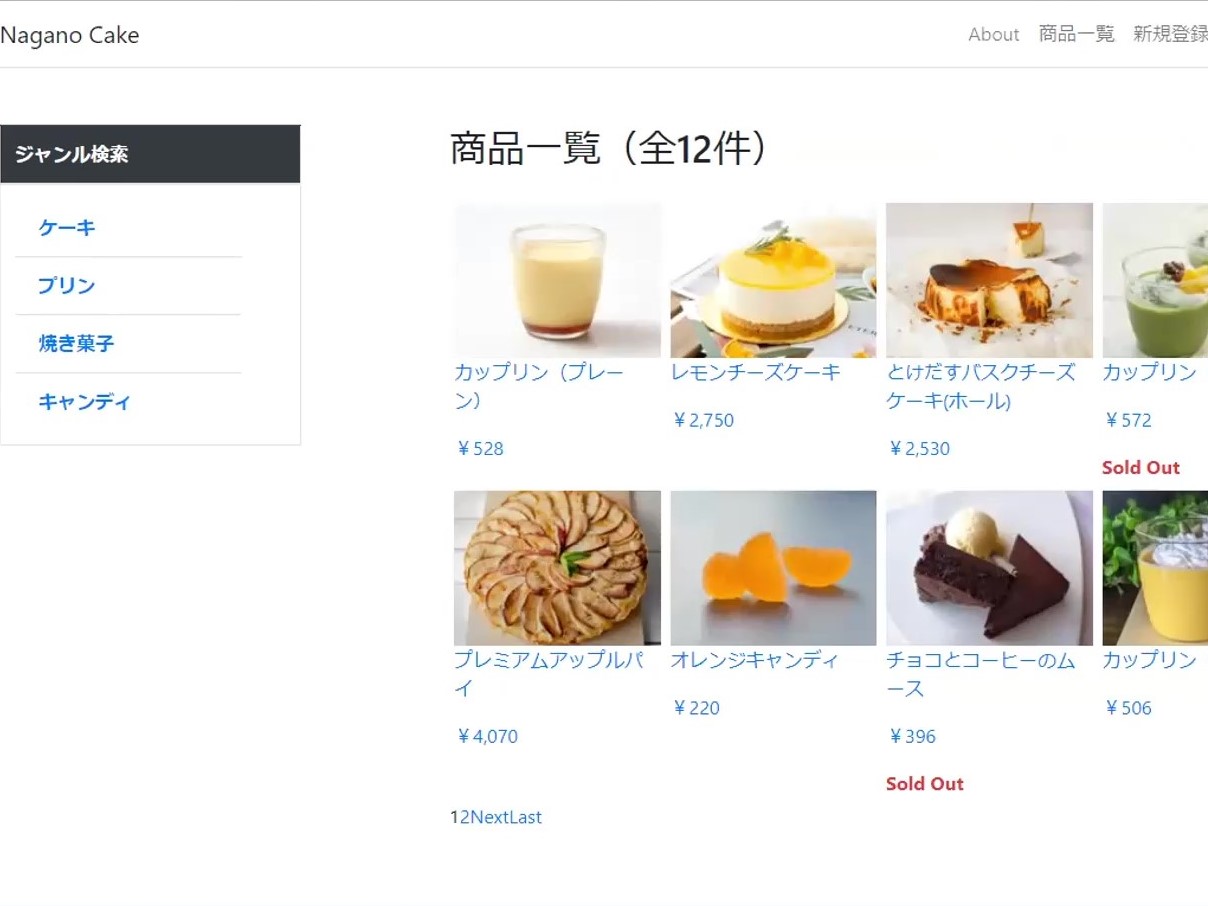 Nagano Cake
About 商品一覧 新規登録
ジャンル検索
ケーキ
プリン
焼き菓子
キャンディ
商品一覧（全12件）
カップリン（プレー
ン）
￥528
レモンチーズケーキ
￥2,750
とけだすバスクチーズ
ケーキ(ホール)
￥2,530
カップリン
￥572
Sold Out
プレミアムアップルパ
イ
￥4,070
オレンジキャンディ
￥220
チョコとコーヒーのム
ース
￥396
Sold Out
カップリン
￥506
12NextLast